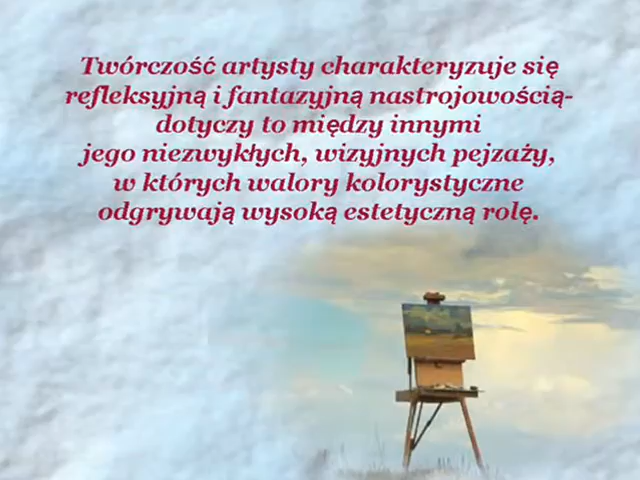 Twórczość artysty charakteryzuje się
refleksyjną i fantazyjną nastrojowością-
dotyczy to między innymi
jego niezwykłych, wizyjnych pejzaży,
w których walory kolorystyczne
odgrywają wysoką estetyczną rolę.